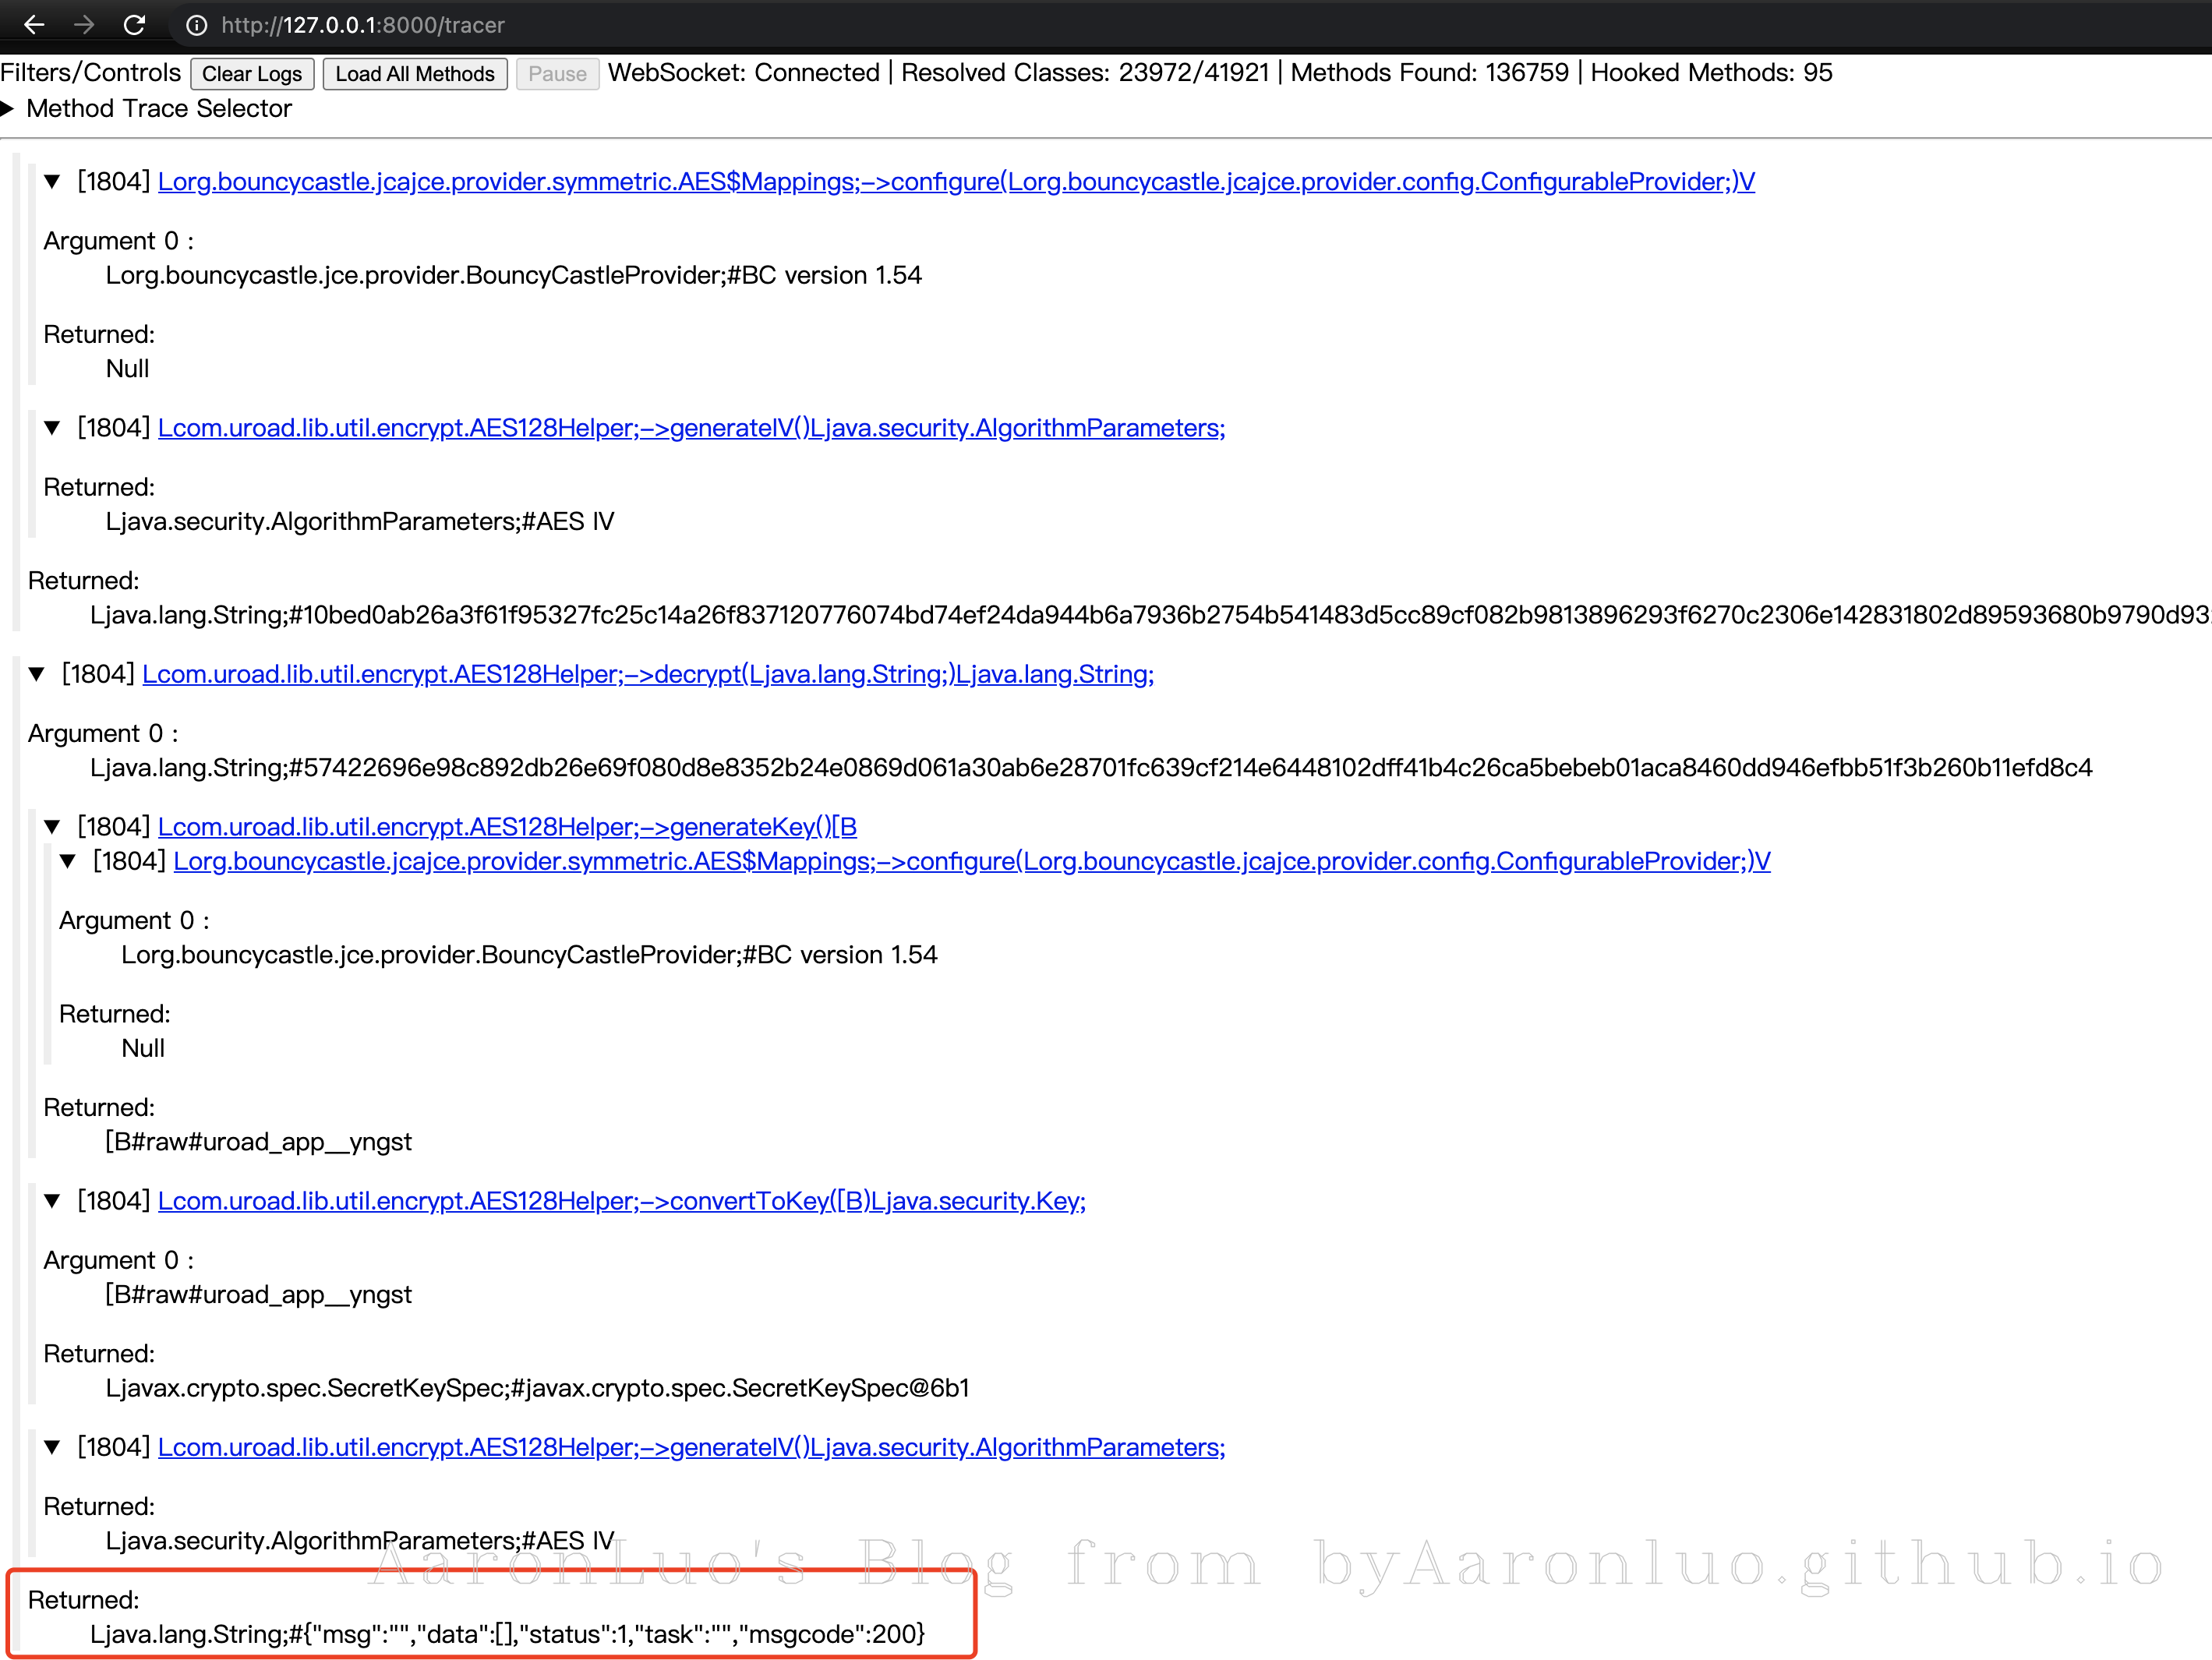 http://127.0.0.1:8000/tracer
Filters/Controls Clear Logs Load All Methods Pause WebSocket: Connected | Resolved Classes: 23972/41921 | Methods Found: 136759 | Hooked Methods: 95
Method Trace Selector
[1804] Lorg.bouncycastle.jcajce.provider.symmetric.AES$Mappings;->configure(Lorg.bouncycastle.jcajce.provider.config.ConfigurableProvider;)V
Argument 0 :
Lorg.bouncycastle.jce.provider.BouncyCastleProvider;#BC version 1.54
Returned:
Null
[1804] Lcom.uroad.lib.util.encrypt.AES128Helper;->generateIV()Ljava.security.AlgorithmParameters;
Returned:
Ljava.security.AlgorithmParameters;#AES IV
Returned:
Ljava.lang.String;#10bed0ab26a3f61f95327fc25c14a26f837120776074bd74ef24da944b6a7936b2754b541483d5cc89cf082b9813896293f6270c2306e142831802d89593680b9790d93
[1804] Lcom.uroad.lib.util.encrypt.AES128Helper;->decrypt(Ljava.lang.String;)Ljava.lang.String;
Argument 0 :
Ljava.lang.String;#57422696e98c892db26e69f080d8e8352b24e0869d061a30ab6e28701fc639cf214e6448102dff41b4c26ca5bebeb01aca8460dd946efbb51f3b260b11efd8c4
[1804] Lcom.uroad.lib.util.encrypt.AES128Helper;->generateKey()[B
[1804] Lorg.bouncycastle.jcajce.provider.symmetric.AES$Mappings;->configure(Lorg.bouncycastle.jcajce.provider.config.ConfigurableProvider;)V
Argument 0 :
Lorg.bouncycastle.jce.provider.BouncyCastleProvider;#BC version 1.54
Returned:
Null
Returned:
[B#raw#uroad_app__yngst
[1804] Lcom.uroad.lib.util.encrypt.AES128Helper;->convertToKey([B)Ljava.security.Key;
Argument 0 :
[B#raw#uroad_app__yngst
Returned:
Ljavax.crypto.spec.SecretKeySpec;#javax.crypto.spec.SecretKeySpec@6b1
[1804] Lcom.uroad.lib.util.encrypt.AES128Helper;->generateIV()Ljava.security.AlgorithmParameters;
Returned:
Ljava.security.AlgorithmParameters;#AES IV
AaronLuo's Blog from byAaronluo.github.io
Returned:
Ljava.lang.String;#{"msg":"","data":[],"status":1,"task":"","msgcode":200}